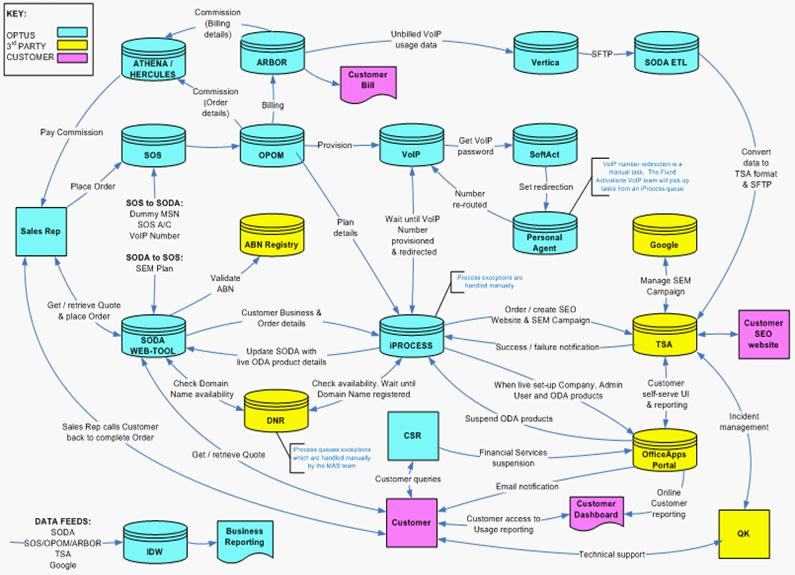 KEY:
OPTUS
3rd PARTY
CUSTOMER
Commission
(Billing
details)
ATHENA /
HERCULES
ARBOR
Unbilled VoIP
usage data
Vertica
SFTP
SODA ETL
Customer
Bill
Commission
(Order
details)
Billing
Pay Commission
SOS
OPOM
Provision
VoIP
Get VoIP
password
SoftAct
VoIP number redirection is a
manual task. The Fixed
Activations VoIP team will pick up
tasks from an iProcess queue
Convert
data to
TSA format
& SFTP
Place Order
Set redirection
Number
re-routed
SOS to SODA:
Dummy MSN
SOS A/C
VoIP Number
Sales Rep
ABN Registry
Plan
details
Wait until VoIP
Number
provisioned
& redirected
Personal
Agent
Google
SODA to SOS:
SEM Plan
Validate
ABN
iProcess exceptions are
handled manually
Manage SEM
Campaign
Get / retrieve Quote
& place Order
Customer Business &
Order details
Order / create SEO
Website & SEM Campaign
SODA
WEB-TOOL
iPROCESS
TSA
Customer
SEO
website
Update SODA with
live ODA product details
Success / failure notification
Check Domain
Name availability
Check availability. Wait until
Domain Name registered
When live set-up Company, Admin
User and ODA products
Customer
self-serve UI
& reporting
DNR
Suspend ODA products
Incident
management
Sales Rep calls Customer
back to complete Order
CSR
iProcess queues exceptions
which are handled manually
by the MAS team
Get / retrieve Quote
Financial Services
suspension
OfficeApps
Portal
Customer queries
Email notification
Online
Customer
reporting
Customer
Customer access to
Usage reporting
Customer
Dashboard
DATA FEEDS:
SODA
SOS/OPOM/ARBOR
TSA
Google
IDW
Business
Reporting
QK
Technical support